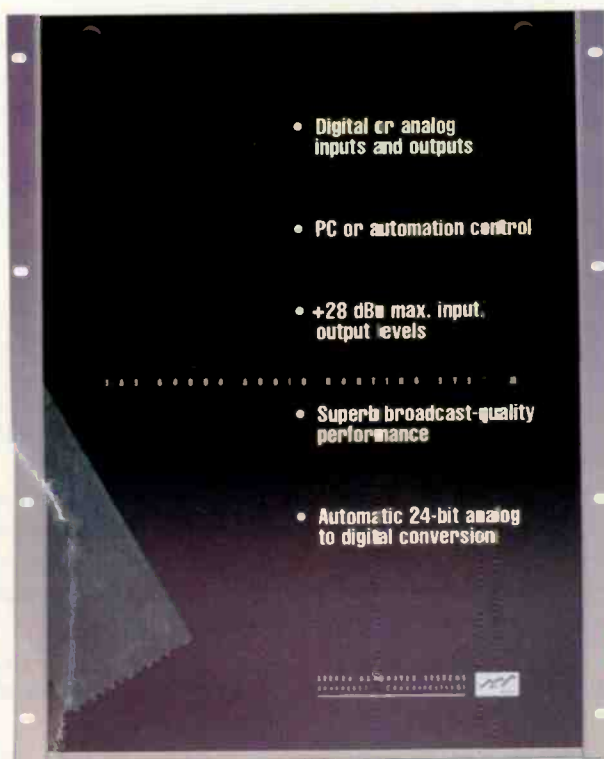 • Digital or analog
inputs and outputs
• PC or automation control
• +28 dBu max. input,
output levels
• Superb broadcast-quality
performance
• Automatic 24-bit analog
to digital conversion